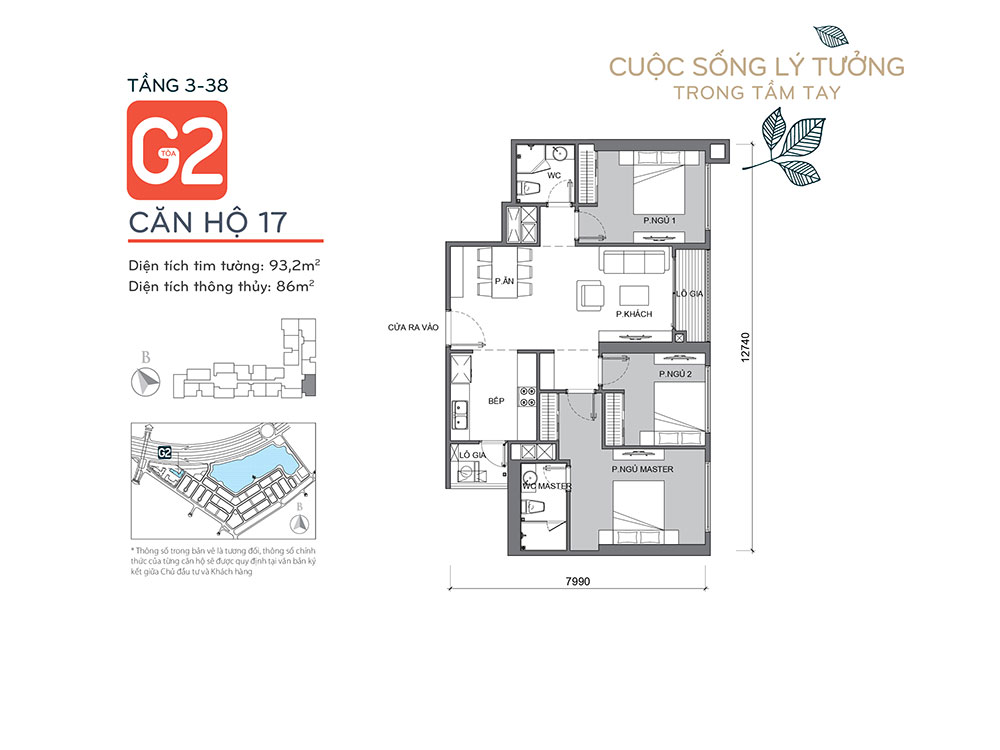 CUỘC SỐNG LÝ TƯỞNG
TRONG TẦM TAY
TẦNG 3-38
G2
TÒA
CĂN HỘ 17
Diện tích tim tường: 93,2m²
Diện tích thông thủy: 86m²
B
G2
B
* Thông số trong bản vẽ là tương đối, thông số chính
thức của từng căn hộ sẽ được quy định tại văn bản ký
kết giữa Chủ đầu tư và Khách hàng
WC
P.NGỦ 1
P.ĂN
LÔ GIA
P.KHÁCH
CỬA RA VÀO
P.NGỦ 2
BẾP
LÔ GIA
P.NGỦ MASTER
WC MASTER
12740
7990